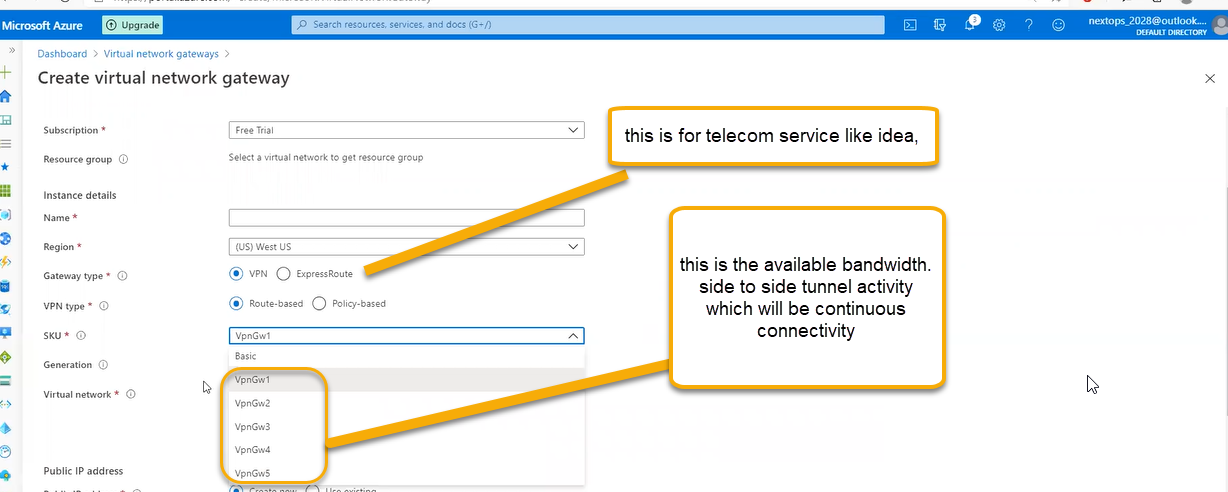 Microsoft Azure
Upgrade
Search resources, services, and docs (G+/)
3
nextops_2028@outlook....
DEFAULT DIRECTORY
Dashboard > Virtual network gateways >
Create virtual network gateway
Subscription *
Free Trial
Resource group
Select a virtual network to get resource group
Instance details
Name *
Region *
(US) West US
Gateway type *
VPN
ExpressRoute
VPN type *
Route-based
Policy-based
SKU *
VpnGw1
Basic
Generation
VpnGw1
Virtual network *
VpnGw2
VpnGw3
VpnGw4
VpnGw5
Public IP address
Create new
Use existing
this is for telecom service like idea,
this is the available bandwidth.
side to side tunnel activity
which will be continuous
connectivity